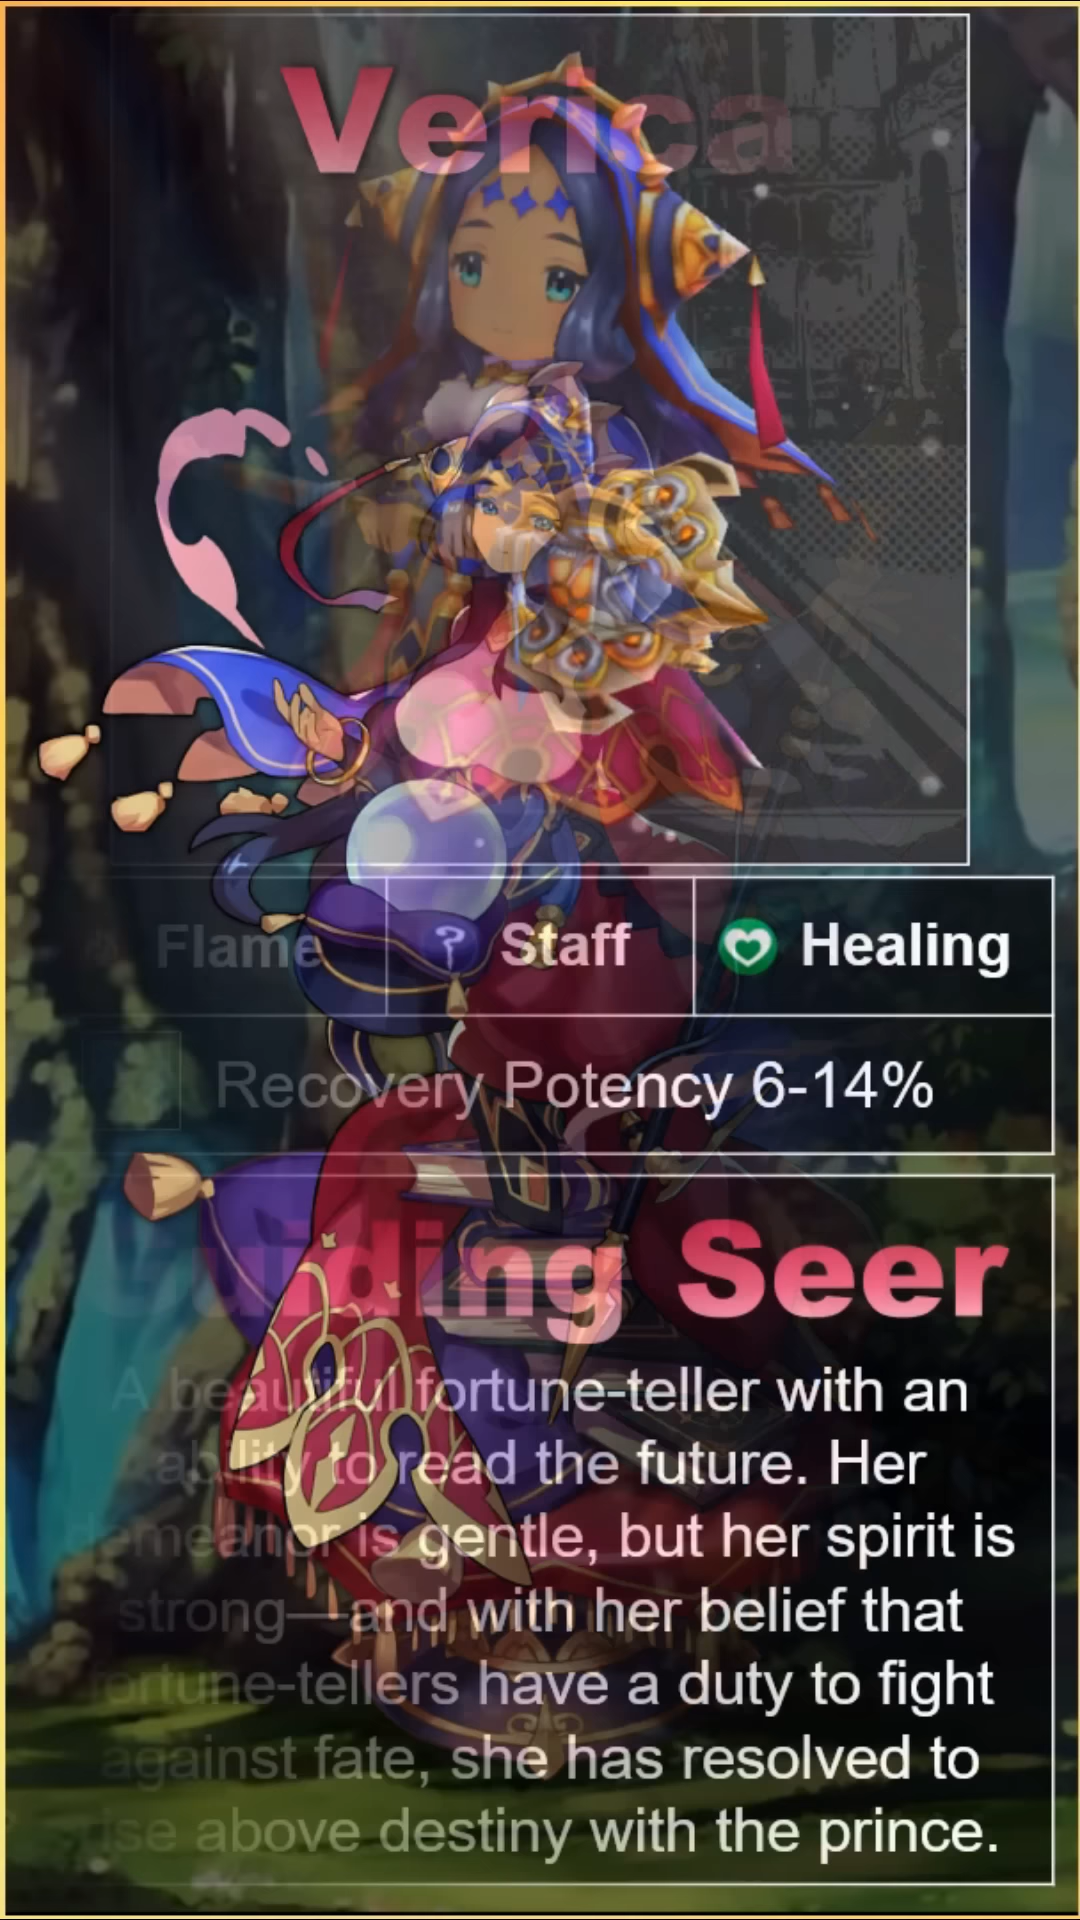 Verica
Flame Staff Healing
Recovery Potency 6-14%
Guiding Seer
A beautiful fortune-teller with an
ability to read the future. Her
demeanor is gentle, but her spirit is
strong—and with her belief that
fortune-tellers have a duty to fight
against fate, she has resolved to
rise above destiny with the prince.